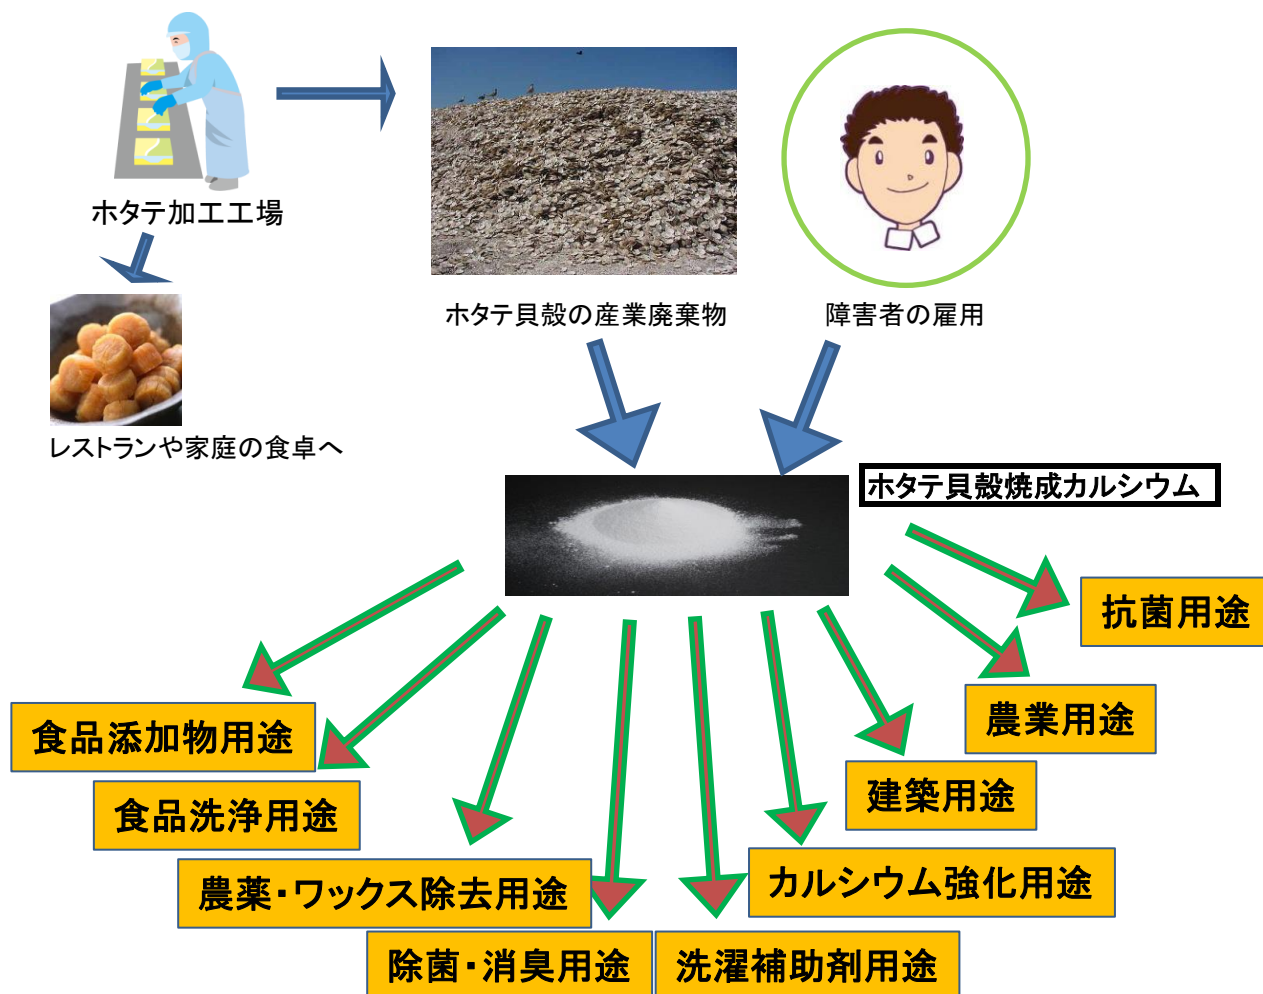 ホタテ加工工場
ホタテ貝殻の産業廃棄物
障害者の雇用
レストランや家庭の食卓へ
ホタテ貝殻焼成カルシウム
抗菌用途
農業用途
食品添加物用途
建築用途
食品洗浄用途
カルシウム強化用途
農薬・ワックス除去用途
除菌・消臭用途
洗濯補助剤用途